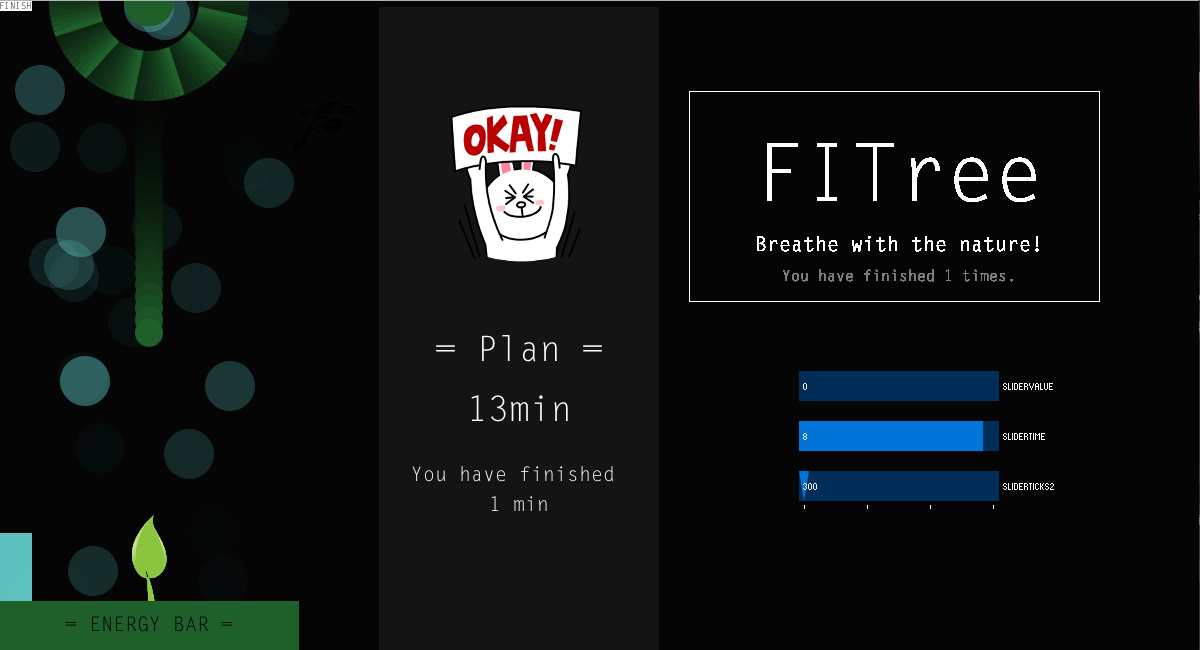 FINISH
OKAY!
= Plan =
13min
You have finished
1 min
= ENERGY BAR =
FITree
Breathe with the nature!
You have finished 1 times.
0 SLIDERVALUE
8 SLIDERTIME
300 SLIDERTICKS2